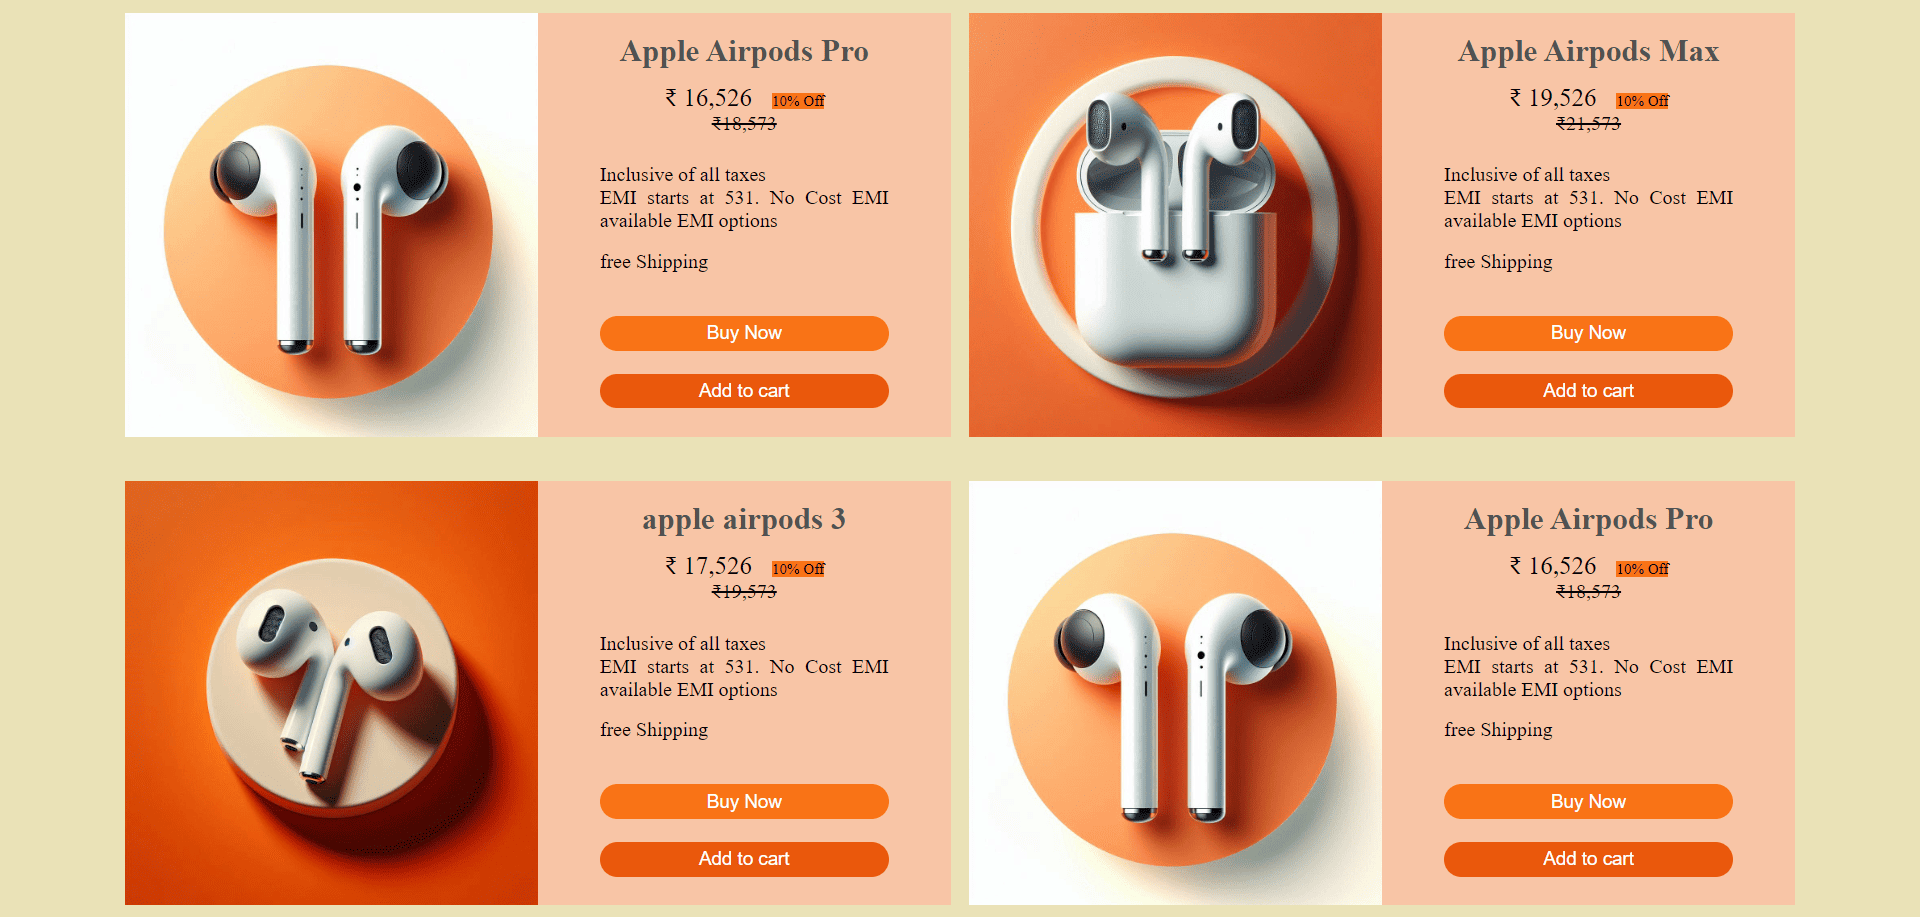 Apple Airpods Pro
₹ 16,526 10% Off
₹18,573
Inclusive of all taxes
EMI starts at 531. No Cost EMI
available EMI options
free Shipping
Buy Now
Add to cart
Apple Airpods Max
₹ 19,526 10% Off
₹21,573
Inclusive of all taxes
EMI starts at 531. No Cost EMI
available EMI options
free Shipping
Buy Now
Add to cart
apple airpods 3
₹ 17,526 10% Off
₹19,573
Inclusive of all taxes
EMI starts at 531. No Cost EMI
available EMI options
free Shipping
Buy Now
Add to cart
Apple Airpods Pro
₹ 16,526 10% Off
₹18,573
Inclusive of all taxes
EMI starts at 531. No Cost EMI
available EMI options
free Shipping
Buy Now
Add to cart